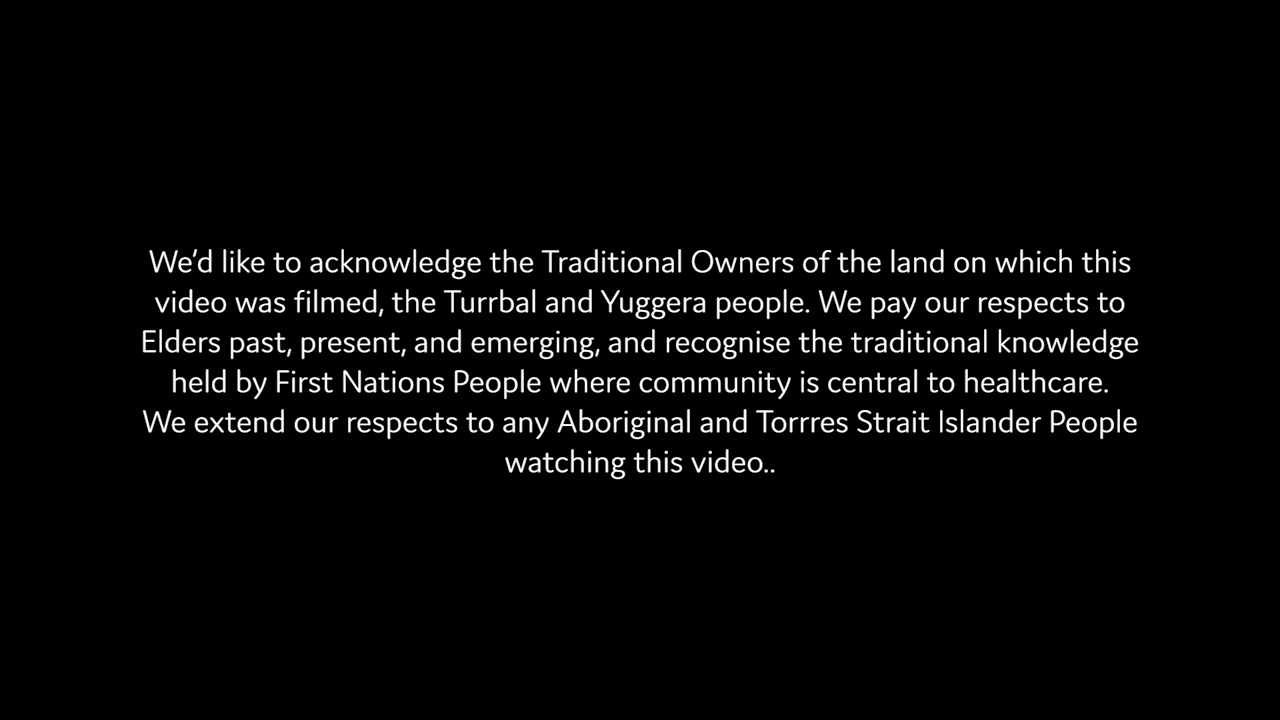 We’d like to acknowledge the Traditional Owners of the land on which this
video was filmed, the Turrbal and Yuggera people. We pay our respects to
Elders past, present, and emerging, and recognise the traditional knowledge
held by First Nations People where community is central to healthcare.
We extend our respects to any Aboriginal and Torrres Strait Islander People
watching this video..